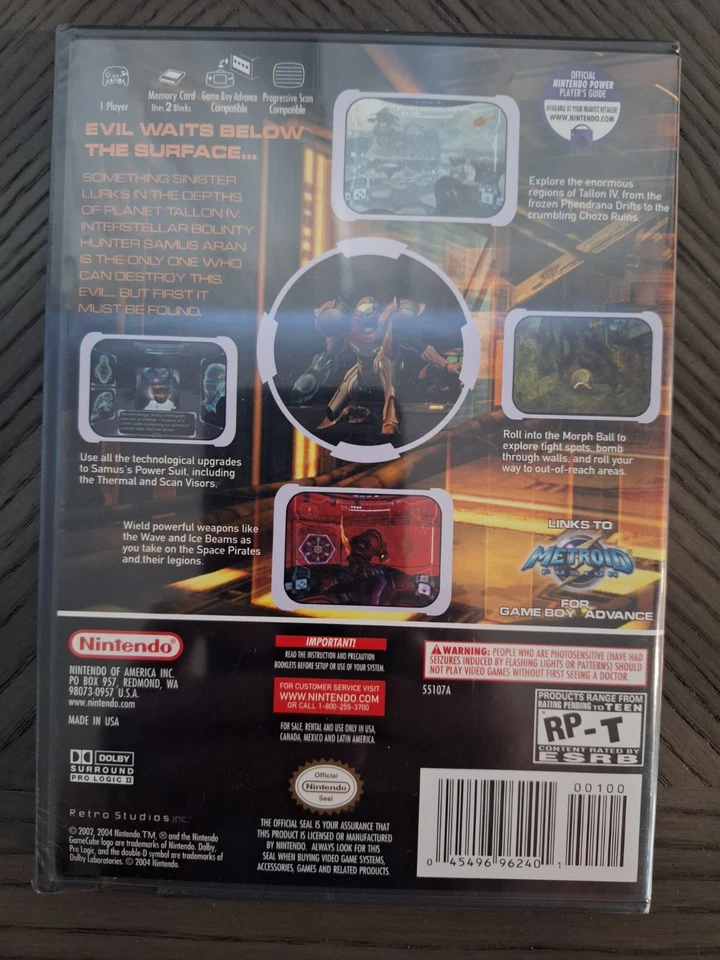 1 Player
Memory Card
Uses 2 Blocks
Game Boy Advance
Compatible
Progressive Scan
Compatible
OFFICIAL
NINTENDO POWER
PLAYER'S GUIDE
AVAILABLE AT YOUR NEAREST RETAILER!
WWW.NINTENDO.COM
EVIL WAITS BELOW
THE SURFACE...
SOMETHING SINISTER
LURKS IN THE DEPTHS
OF PLANET TALLON IV.
INTERSTELLAR BOUNTY
HUNTER SAMUS ARAN
IS THE ONLY ONE WHO
CAN DESTROY THIS
EVIL... BUT FIRST IT
MUST BE FOUND.
Explore the enormous
regions of Tallon IV, from the
frozen Phendrana Drifts to the
crumbling Chozo Ruins.
Use all the technological upgrades
to Samus's Power Suit, including
the Thermal and Scan Visors.
Roll into the Morph Ball to
explore tight spots, bomb
through walls, and roll your
way to out-of-reach areas.
Wield powerful weapons like
the Wave and Ice Beams as
you take on the Space Pirates
and their legions.
LINKS TO
METROID
FUSION
FOR
GAME BOY ADVANCE
Nintendo®
NINTENDO OF AMERICA INC.
PO BOX 957, REDMOND, WA
98073-0957 U.S.A.
www.nintendo.com
MADE IN USA
IMPORTANT!
READ THE INSTRUCTION AND PRECAUTION
BOOKLETS BEFORE SETUP OR USE OF YOUR SYSTEM.
FOR CUSTOMER SERVICE VISIT
WWW.NINTENDO.COM
OR CALL 1-800-255-3700
FOR SALE, RENTAL AND USE ONLY IN USA,
CANADA, MEXICO AND LATIN AMERICA.
WARNING: PEOPLE WHO ARE PHOTOSENSITIVE (HAVE HAD
SEIZURES INDUCED BY FLASHING LIGHTS OR PATTERNS) SHOULD
NOT PLAY VIDEO GAMES WITHOUT FIRST SEEING A DOCTOR
55107A
PRODUCTS RANGE FROM
RATING PENDING TO TEEN
RP-T
CONTENT RATED BY
ESRB
DOLBY
SURROUND
PRO LOGIC II
Official
Nintendo
Seal
Retro Studios INC.
© 2002, 2004 Nintendo. TM, ® and the Nintendo
GameCube logo are trademarks of Nintendo. Dolby,
Pro Logic, and the double-D symbol are trademarks of
Dolby Laboratories. © 2004 Nintendo.
THE OFFICIAL SEAL IS YOUR ASSURANCE THAT
THIS PRODUCT IS LICENSED OR MANUFACTURED
BY NINTENDO. ALWAYS LOOK FOR THIS
SEAL WHEN BUYING VIDEO GAME SYSTEMS,
ACCESSORIES, GAMES AND RELATED PRODUCTS.
00100
0 45496 96240 1